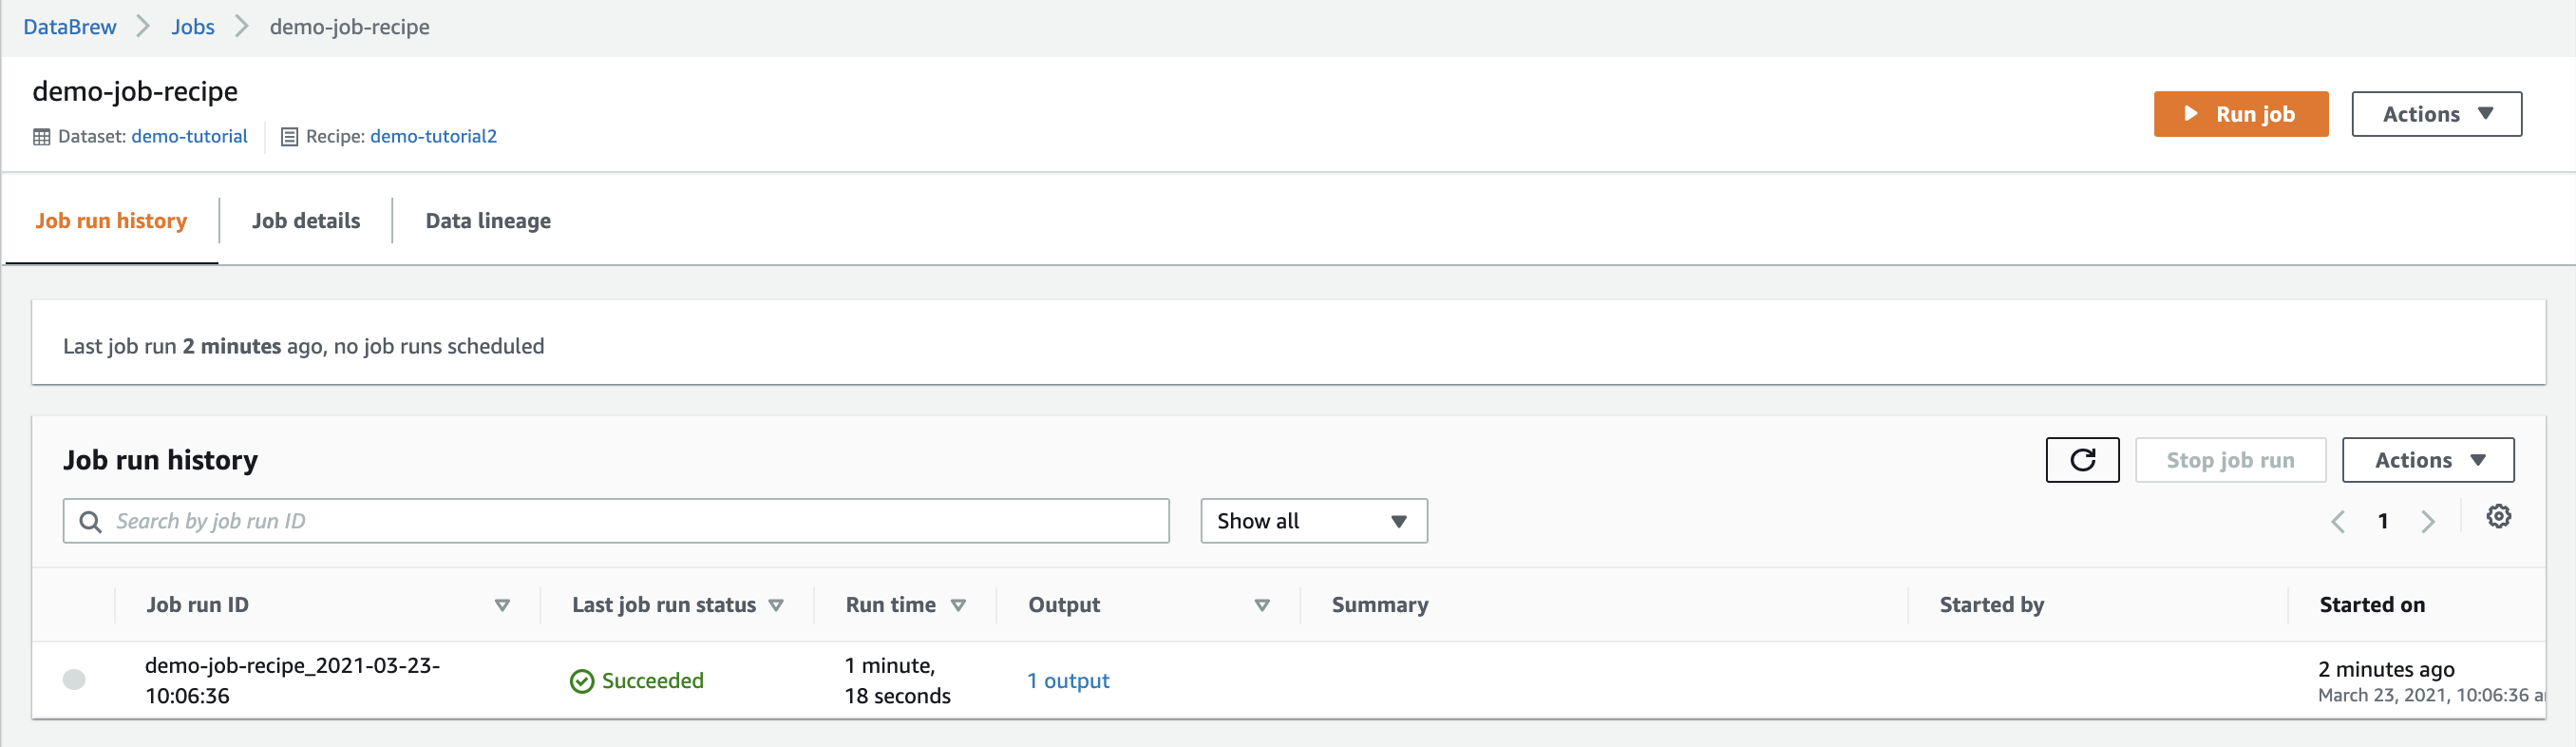 DataBrew > Jobs > demo-job-recipe
demo-job-recipe
Dataset: demo-tutorial Recipe: demo-tutorial2
Run job Actions
Job run history Job details Data lineage
Last job run 2 minutes ago, no job runs scheduled
Job run history
Stop job run Actions
Search by job run ID Show all 1
Job run ID Last job run status Run time Output Summary Started by Started on
demo-job-recipe_2021-03-23-
10:06:36
Succeeded
1 minute,
18 seconds
1 output
2 minutes ago
March 23, 2021, 10:06:36